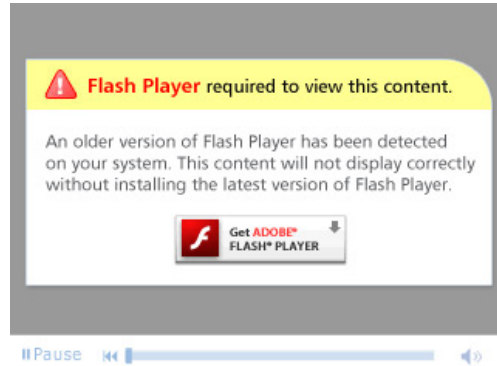 Flash Player required to view this content.
An older version of Flash Player has been detected
on your system. This content will not display correctly
without installing the latest version of Flash Player.
Get ADOBE®
FLASH® PLAYER
Pause